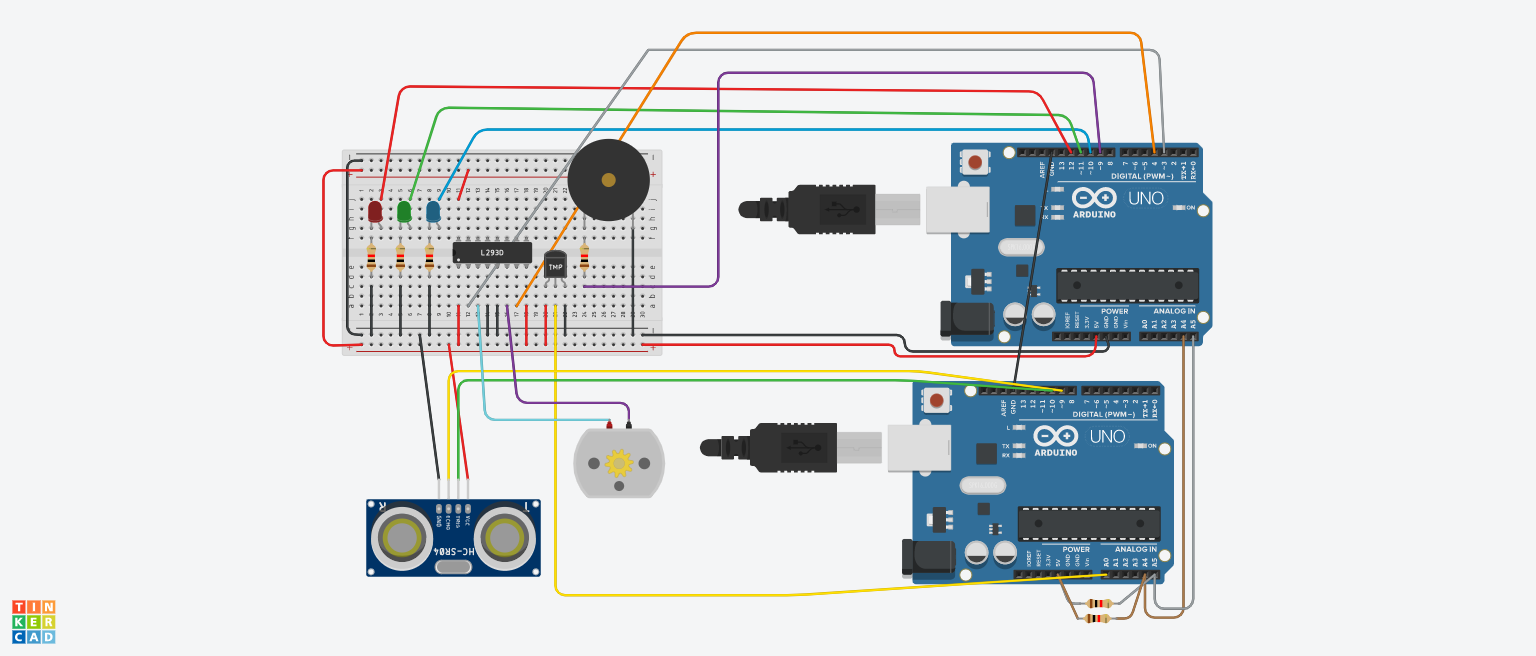 AREF
GND
13
12
~11
~10
~9
8
7
~6
~5
4
~3
2
TX→1
RX←0
DIGITAL (PWM~)
UNO
ARDUINO
ON
L293D
TMP
POWER
ANALOG IN
IOREF
RESET
3.3V
5V
GND
GND
Vin
A0
A1
A2
A3
A4
A5
AREF
GND
13
12
~11
~10
~9
8
7
~6
~5
4
~3
2
TX→1
RX←0
DIGITAL (PWM~)
L
TX
RX
UNO
ARDUINO
ON
R
T
GND
ECHO
TRIG
VCC
HC-SR04
POWER
ANALOG IN
IOREF
RESET
3.3V
5V
GND
GND
Vin
A0
A1
A2
A3
A4
A5
TIN
KER
CAD